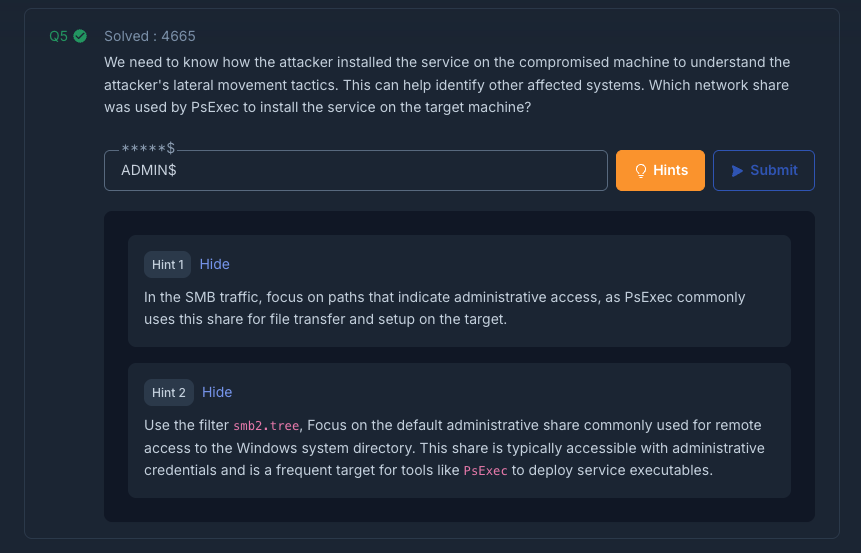 Q5 Solved : 4665
We need to know how the attacker installed the service on the compromised machine to understand the
attacker's lateral movement tactics. This can help identify other affected systems. Which network share
was used by PsExec to install the service on the target machine?
*****$
ADMIN$ Hints Submit
Hint 1 Hide
In the SMB traffic, focus on paths that indicate administrative access, as PsExec commonly
uses this share for file transfer and setup on the target.
Hint 2 Hide
Use the filter smb2.tree, Focus on the default administrative share commonly used for remote
access to the Windows system directory. This share is typically accessible with administrative
credentials and is a frequent target for tools like PsExec to deploy service executables.